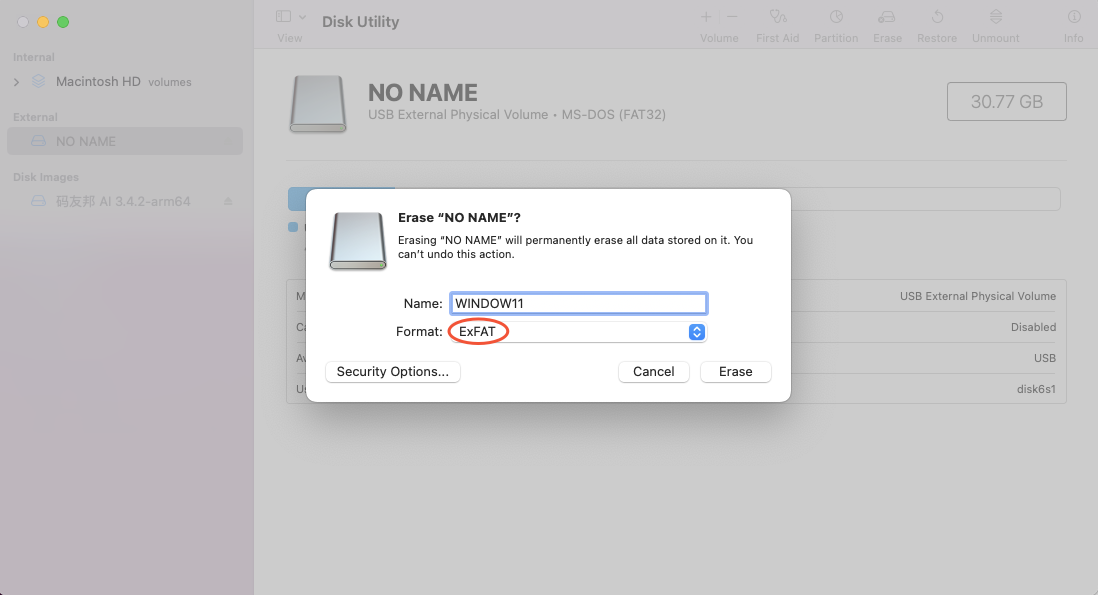 Disk Utility
View
Volume
First Aid
Partition
Erase
Restore
Unmount
Info
Internal
Macintosh HD volumes
External
NO NAME
Disk Images
码友邦 AI 3.4.2-arm64
NO NAME
USB External Physical Volume • MS-DOS (FAT32)
30.77 GB
Erase “NO NAME”?
Erasing “NO NAME” will permanently erase all data stored on it. You
can’t undo this action.
Name: WINDOW11
Format: ExFAT
Security Options...
Cancel
Erase
USB External Physical Volume
Disabled
USB
disk6s1